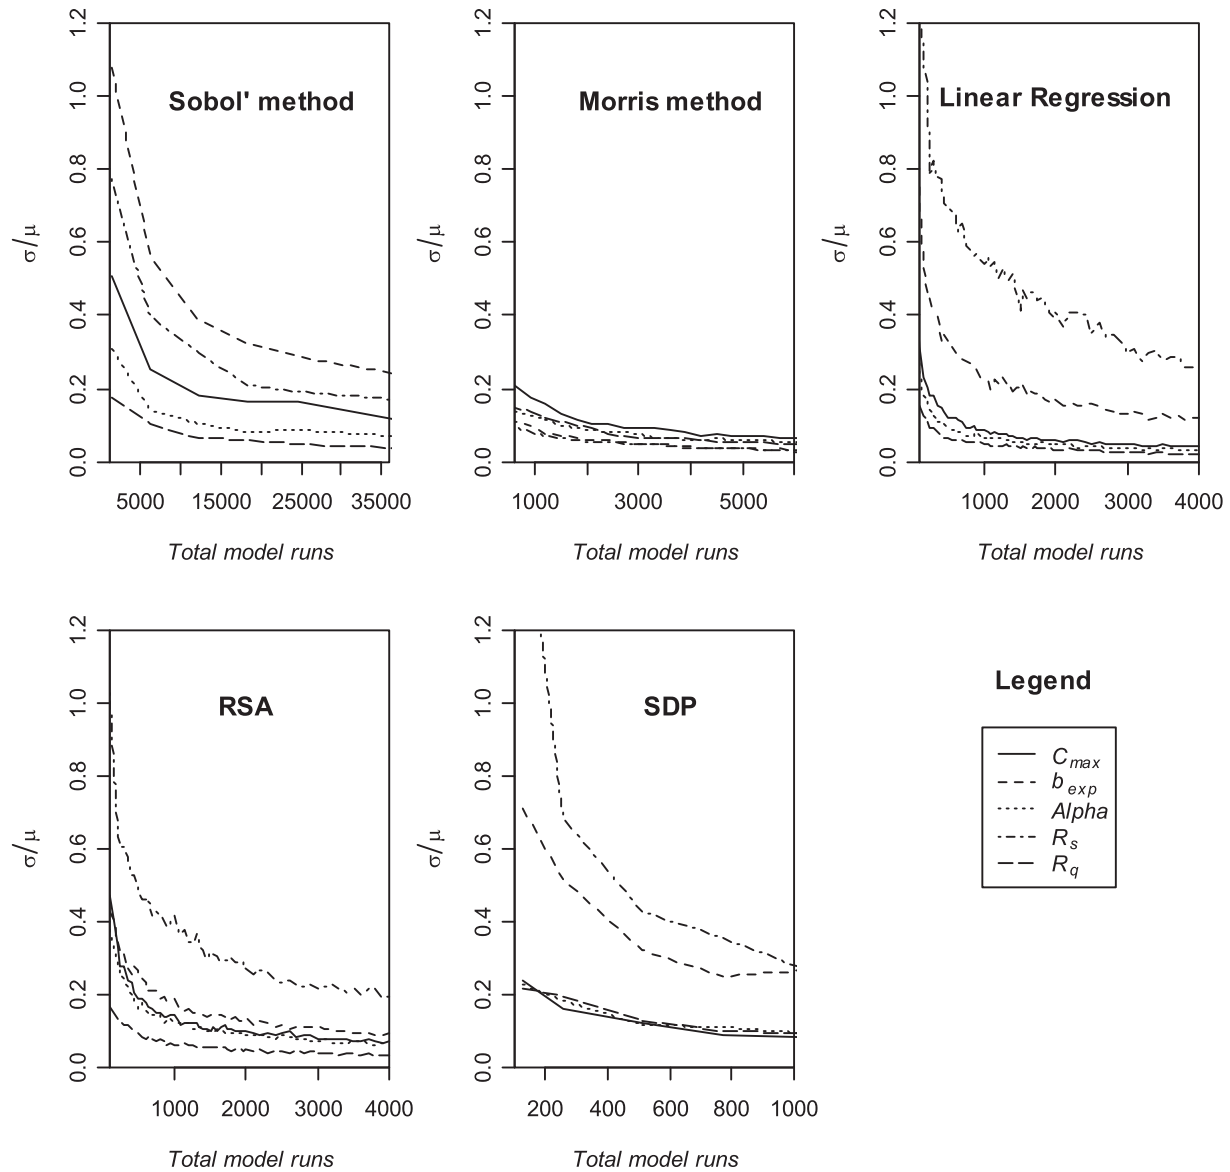 Sobol' method
σ/μ
0.0 0.2 0.4 0.6 0.8 1.0 1.2
5000 15000 25000 35000
Total model runs
Morris method
σ/μ
0.0 0.2 0.4 0.6 0.8 1.0 1.2
1000 3000 5000
Total model runs
Linear Regression
σ/μ
0.0 0.2 0.4 0.6 0.8 1.0 1.2
1000 2000 3000 4000
Total model runs
RSA
σ/μ
0.0 0.2 0.4 0.6 0.8 1.0 1.2
1000 2000 3000 4000
Total model runs
SDP
σ/μ
0.0 0.2 0.4 0.6 0.8 1.0 1.2
200 400 600 800 1000
Total model runs
Legend
C max
b exp
Alpha
R s
R q